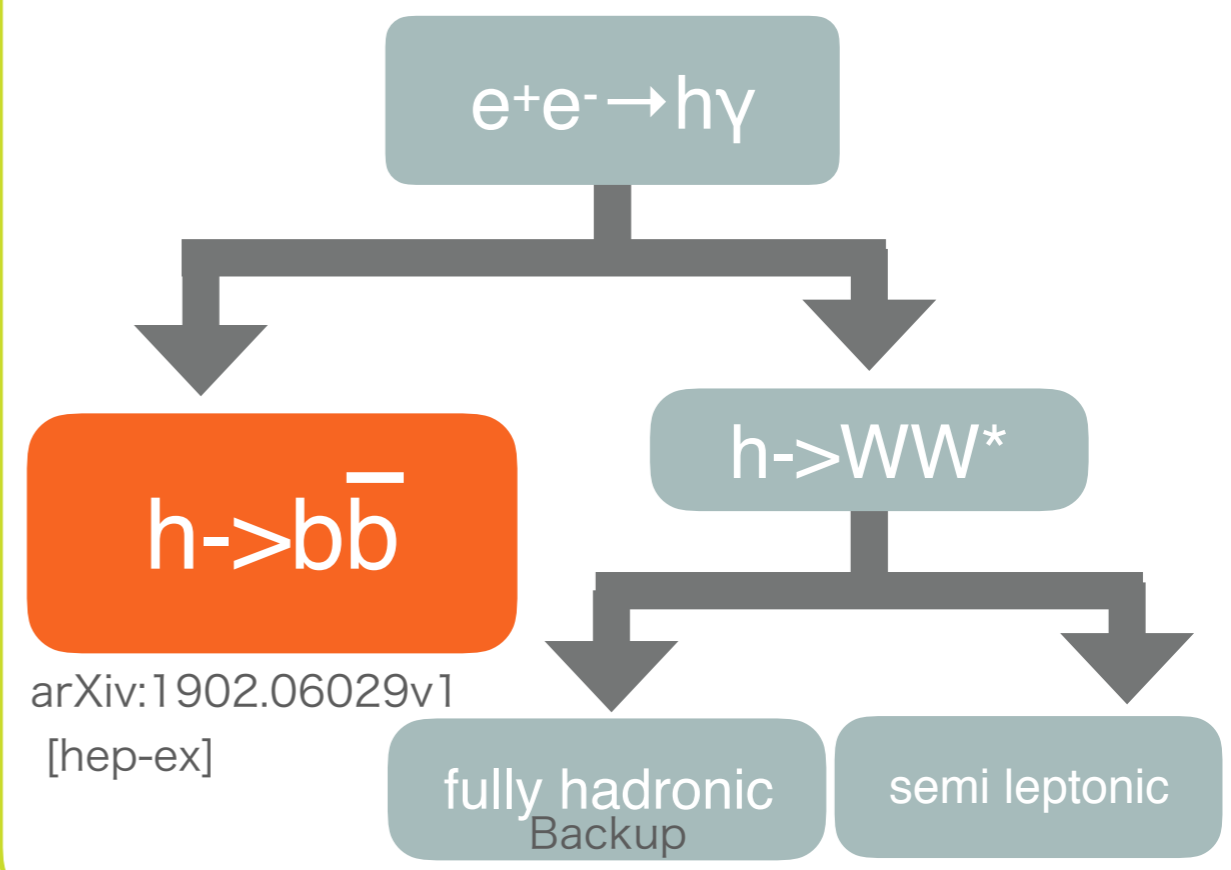 e⁺e⁻→hγ
h->bb̅
h->WW*
arXiv:1902.06029v1
[hep-ex]
fully hadronic
Backup
semi leptonic